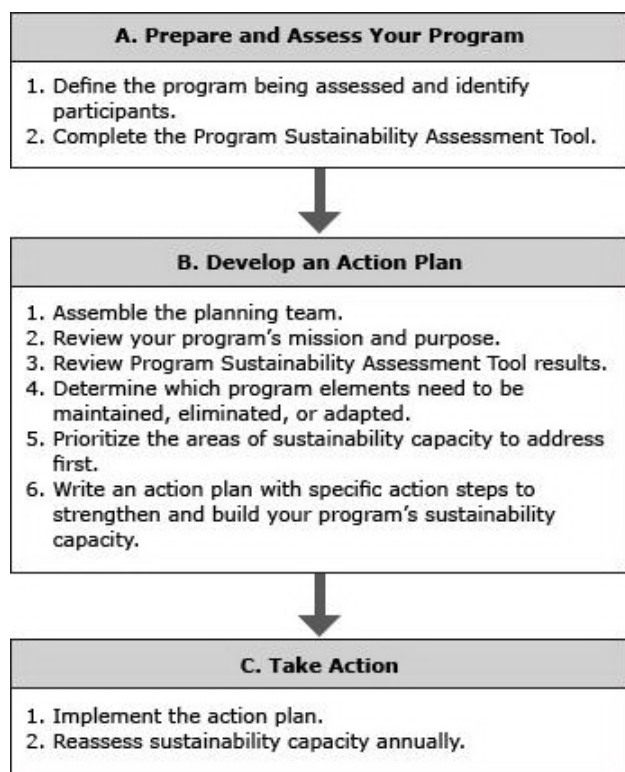 A. Prepare and Assess Your Program
1. Define the program being assessed and identify
participants.
2. Complete the Program Sustainability Assessment Tool.
B. Develop an Action Plan
1. Assemble the planning team.
2. Review your program’s mission and purpose.
3. Review Program Sustainability Assessment Tool results.
4. Determine which program elements need to be
maintained, eliminated, or adapted.
5. Prioritize the areas of sustainability capacity to address
first.
6. Write an action plan with specific action steps to
strengthen and build your program’s sustainability
capacity.
C. Take Action
1. Implement the action plan.
2. Reassess sustainability capacity annually.